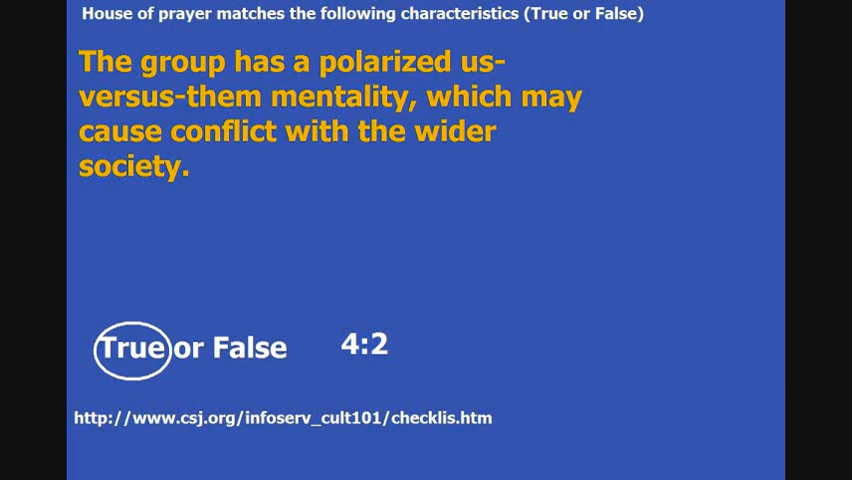 House of prayer matches the following characteristics (True or False)
The group has a polarized us-
versus-them mentality, which may
cause conflict with the wider
society.
True or False 4:2
http://www.csj.org/infoserv_cult101/checklis.htm